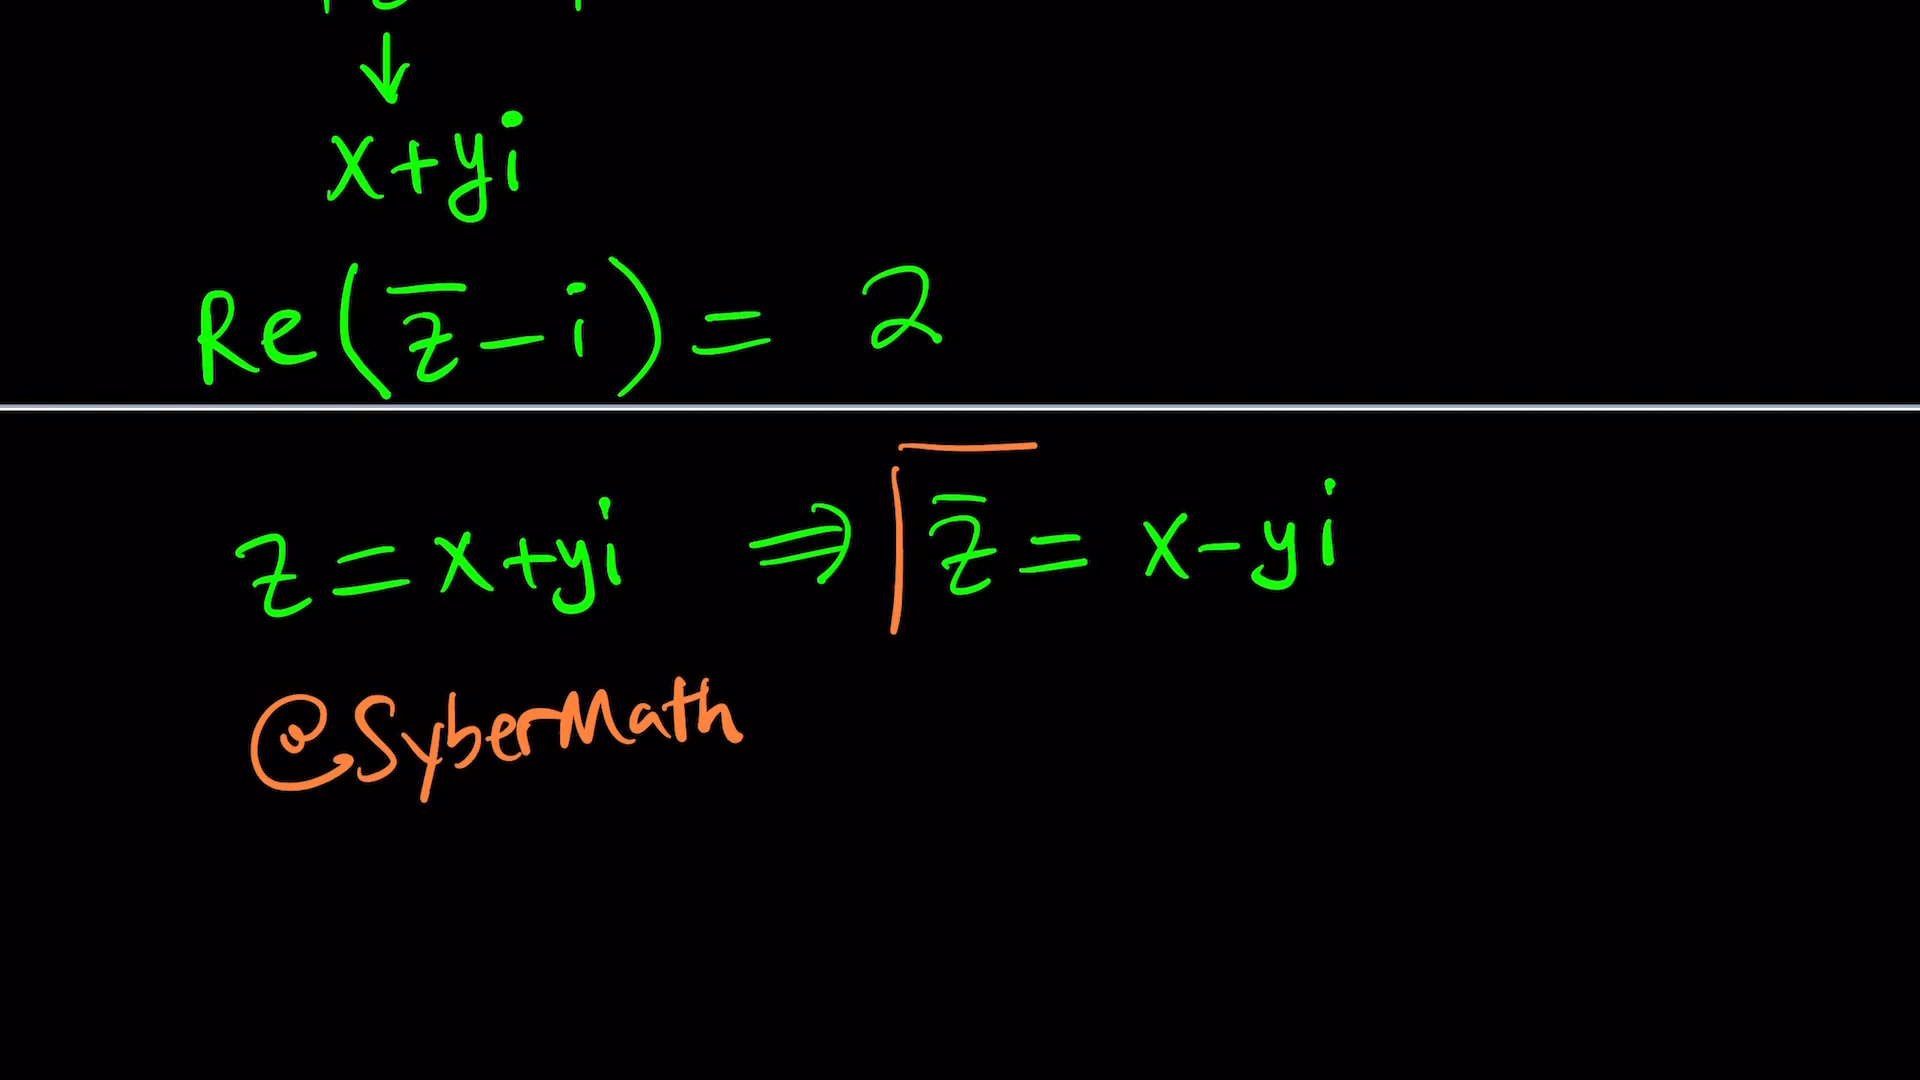 x+yi
Re(z̅-i)= 2
z=x+yi ⇒ z̅= x-yi
@SyberMath